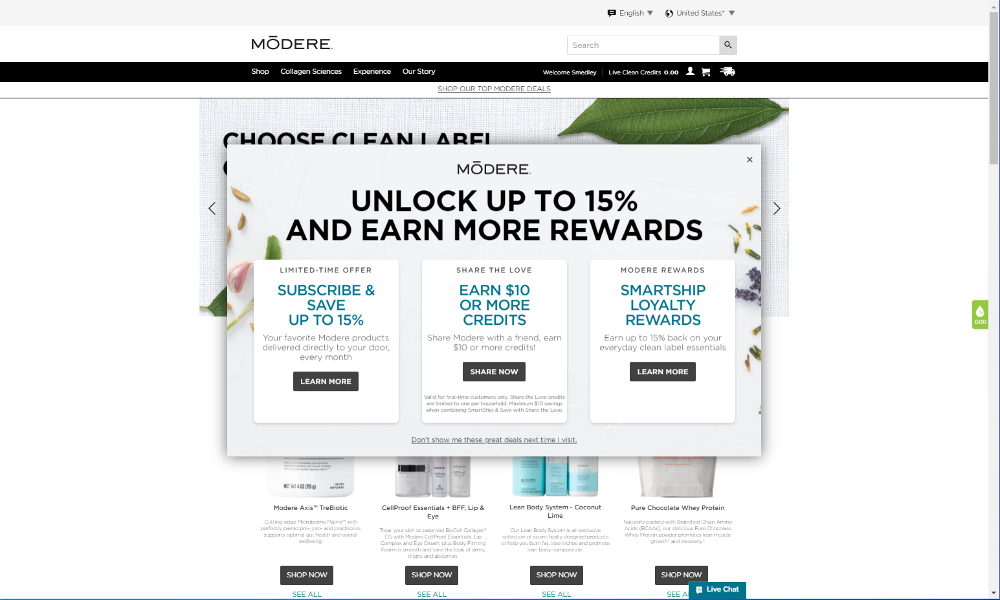 English
United States*
MODERE.
Search
Shop
Collagen Sciences
Experience
Our Story
Welcome Smedley
Live Clean Credits 0.00
SHOP OUR TOP MODERE DEALS
CHOOSE CLEAN LABEL
MŌDERE.
UNLOCK UP TO 15%
AND EARN MORE REWARDS
LIMITED-TIME OFFER
SUBSCRIBE &
SAVE
UP TO 15%
Your favorite Modere products
delivered directly to your door,
every month
LEARN MORE
SHARE THE LOVE
EARN $10
OR MORE
CREDITS
Share Modere with a friend, earn
$10 or more credits!
SHARE NOW
Valid for first-time customers only. Share the Love credits
are limited to one per household. Maximum $10 savings
when combining SmartShip & Save with Share the Love.
MODERE REWARDS
SMARTSHIP
LOYALTY
REWARDS
Earn up to 15% back on your
everyday clean label essentials
LEARN MORE
Don't show me these great deals next time I visit.
0.00
NET WT 4 OZ (115 g)
DIETARY
SUPPLEMENT
Modere Axis™ TreBiotic
Cutting-edge Microbiome Matrix™ with
perfectly paired pre-, pro- and postbiotics
supports optimal gut health and overall
wellbeing.
SHOP NOW
SEE ALL
CellProof Essentials + BFF, Lip &
Eye
Treat your skin to patented BioCell Collagen®
CG with Modere CellProof Essentials, Lip
Complex and Eye Cream, plus Body Firming
Foam to smooth and tone the look of arms,
thighs and abdomen.
SHOP NOW
SEE ALL
Lean Body System - Coconut
Lime
Our Lean Body System is an exclusive
collection of scientifically designed products
to help you burn fat, lose inches and promote
lean body composition.
SHOP NOW
SEE ALL
Pure Chocolate Whey Protein
Naturally packed with Branched Chain Amino
Acids (BCAAs), our delicious Pure Chocolate
Whey Protein powder promotes lean muscle
growth† and recovery.*
SHOP NOW
SEE A
Live Chat